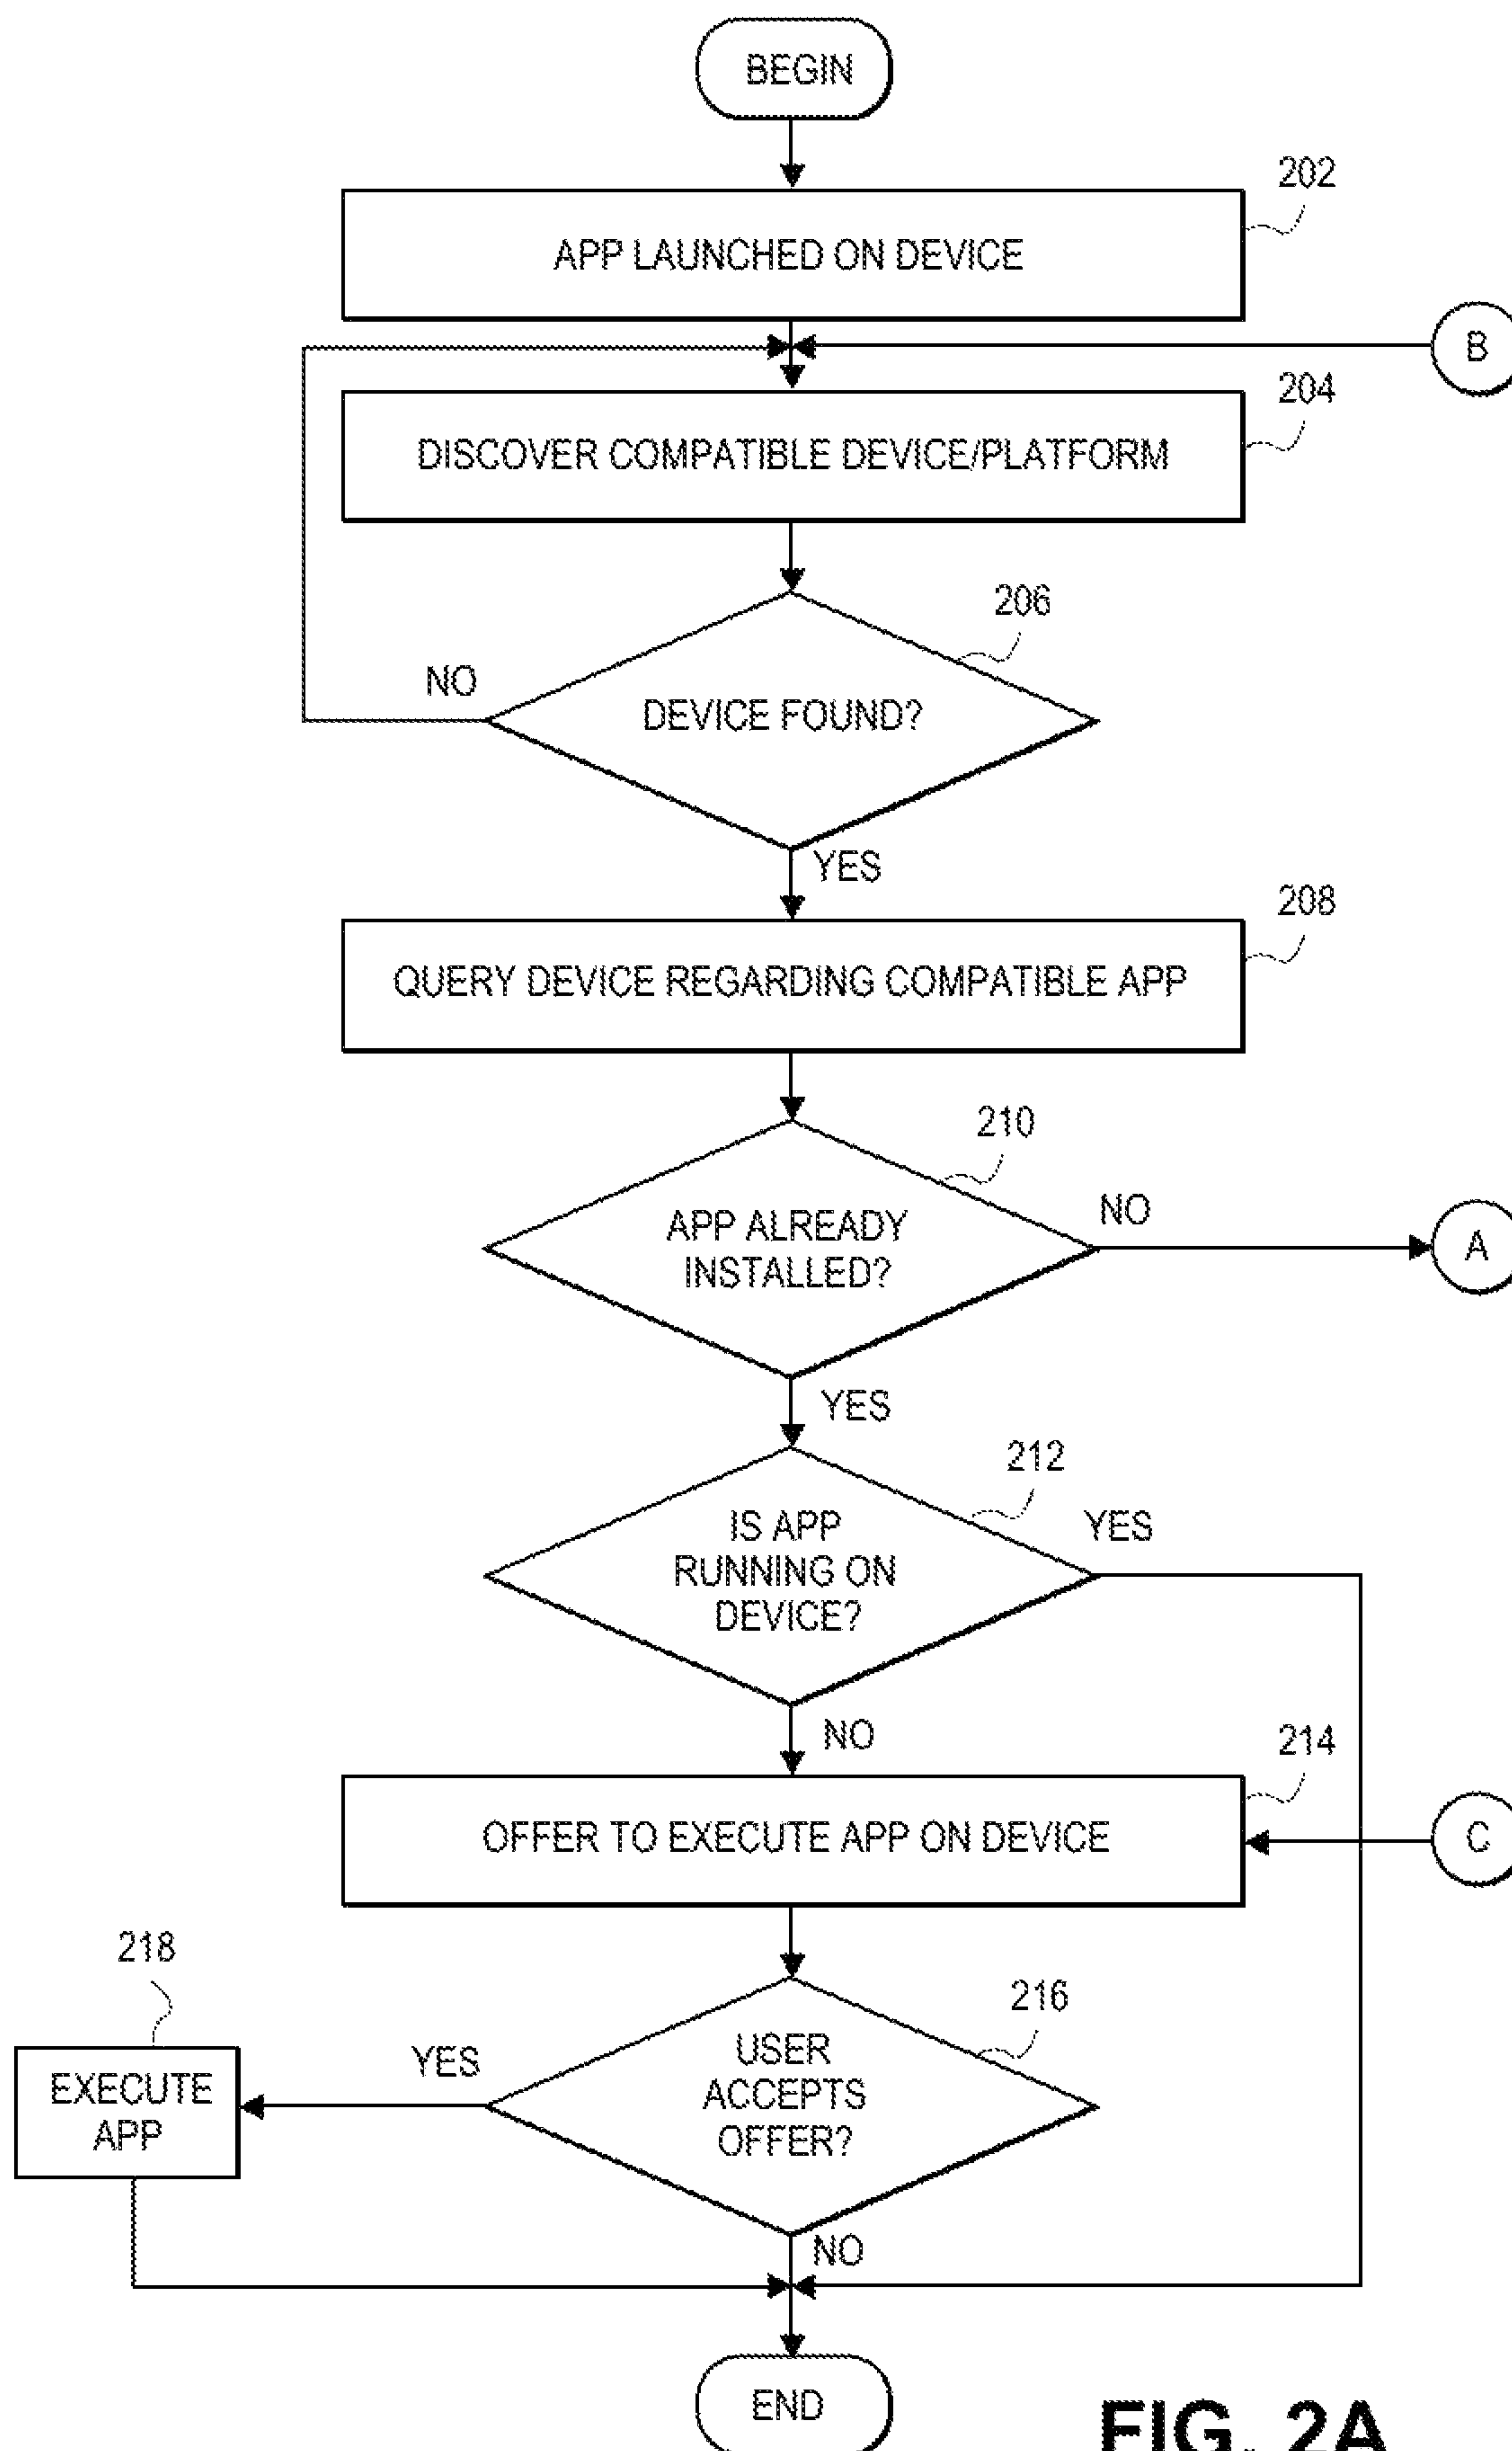 BEGIN
202
APP LAUNCHED ON DEVICE
B
204
DISCOVER COMPATIBLE DEVICE/PLATFORM
206
NO
DEVICE FOUND?
YES
208
QUERY DEVICE REGARDING COMPATIBLE APP
210
NO
APP ALREADY
INSTALLED?
A
YES
212
IS APP
RUNNING ON
DEVICE?
YES
NO
214
OFFER TO EXECUTE APP ON DEVICE
C
218
216
YES
USER
ACCEPTS
OFFER?
EXECUTE
APP
NO
END
FIG. 2A